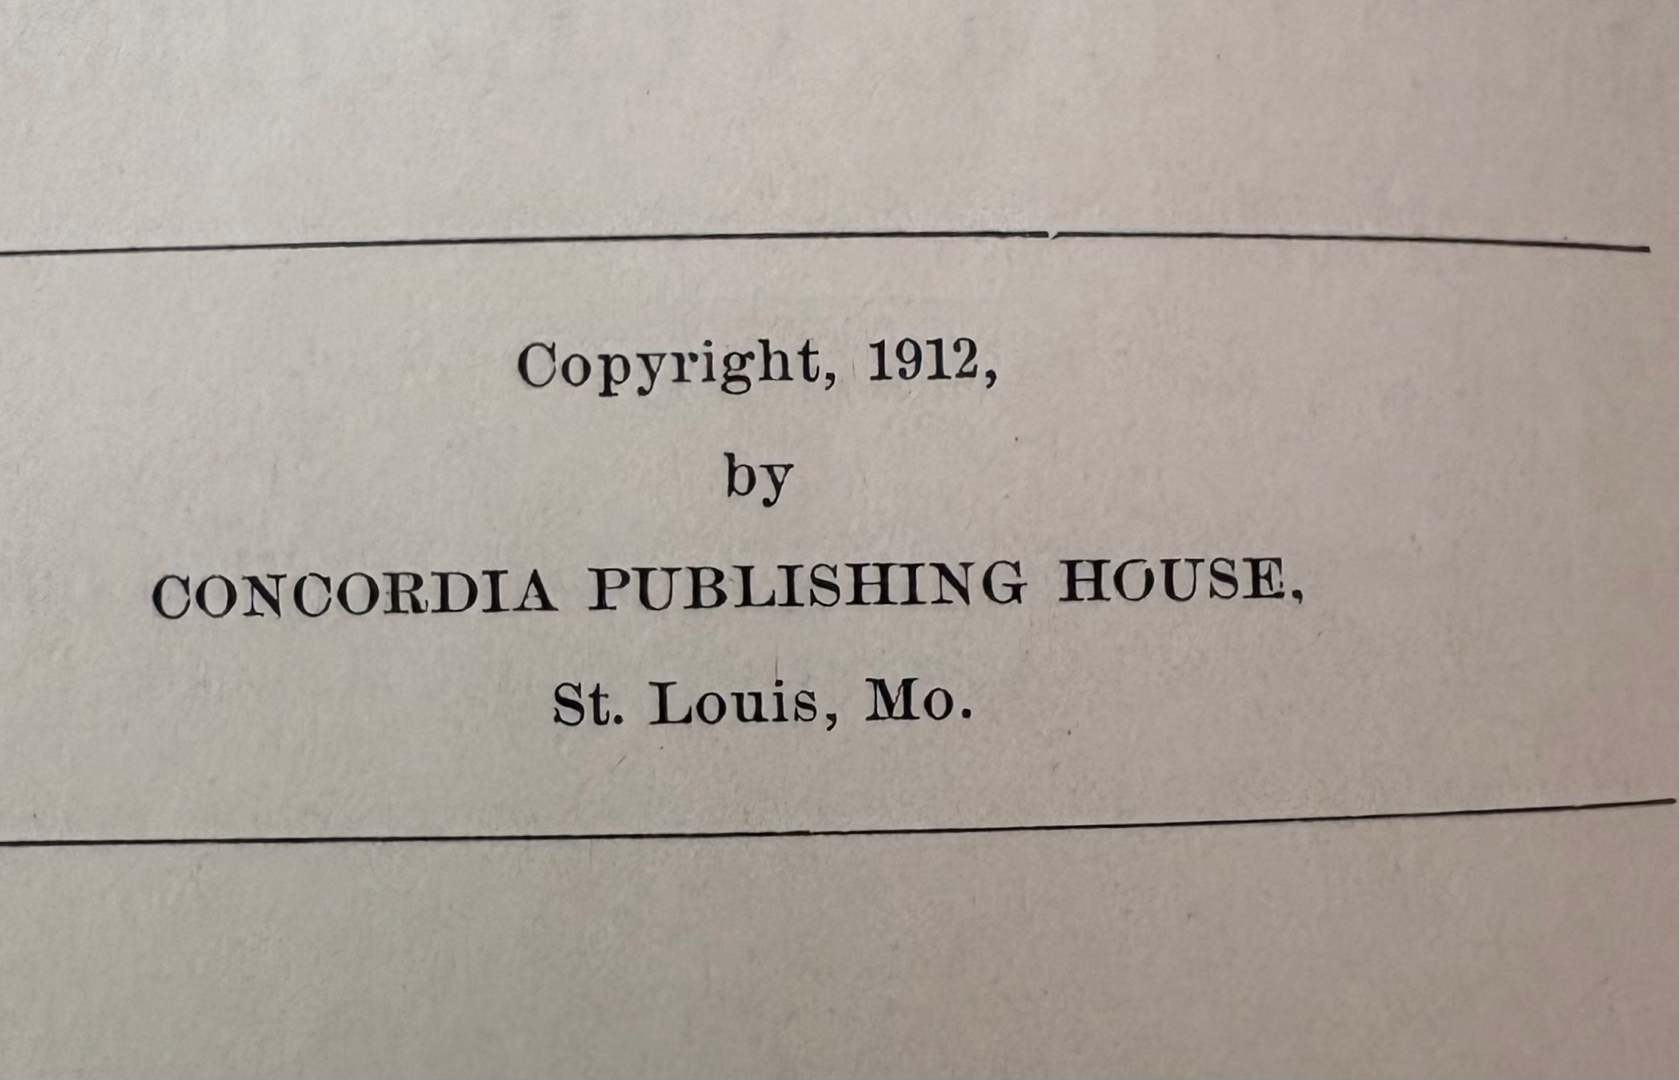 Copyright, 1912,
by
CONCORDIA PUBLISHING HOUSE,
St. Louis, Mo.